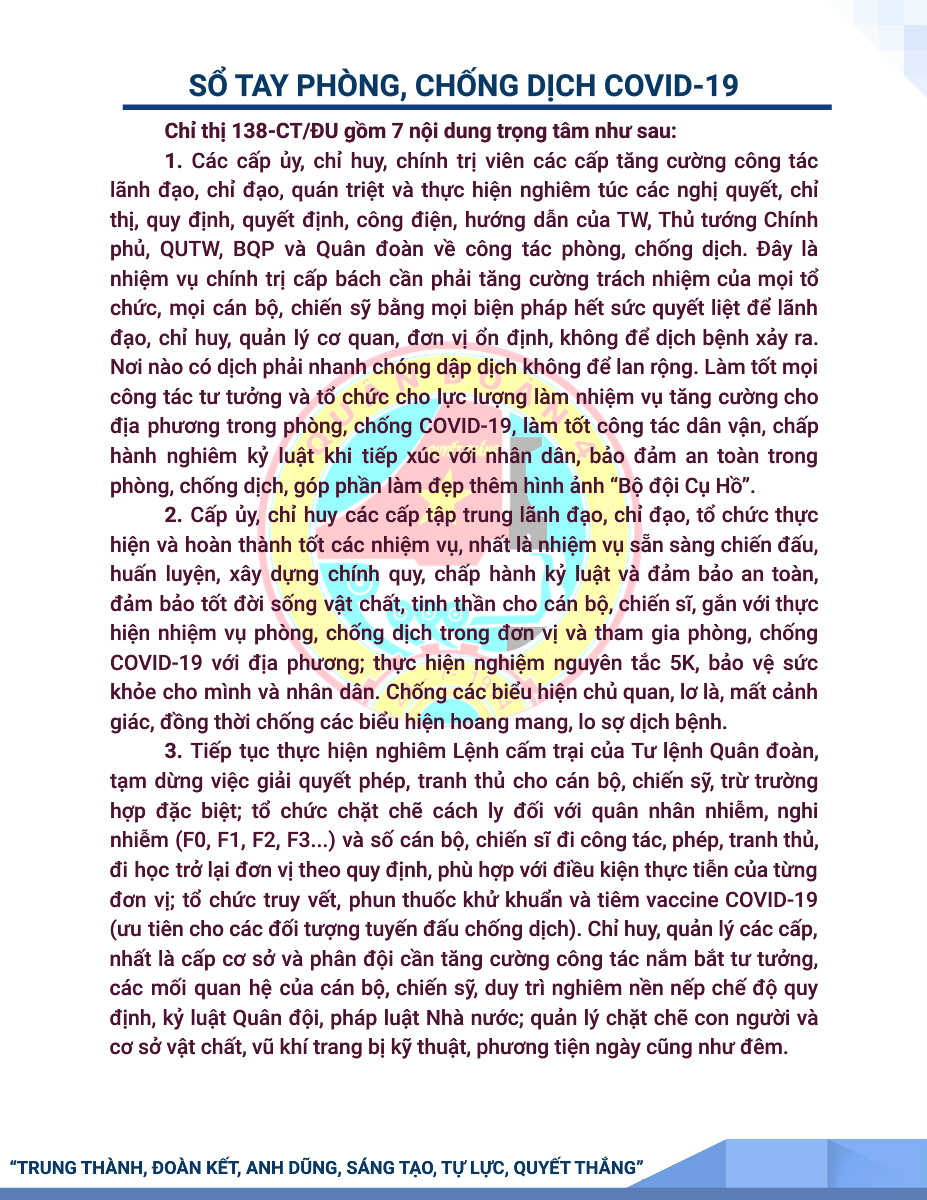 SỔ TAY PHÒNG, CHỐNG DỊCH COVID-19
Chỉ thị 138-CT/ĐU gồm 7 nội dung trọng tâm như sau:
1. Các cấp ủy, chỉ huy, chính trị viên các cấp tăng cường công tác
lãnh đạo, chỉ đạo, quán triệt và thực hiện nghiêm túc các nghị quyết, chỉ
thị, quy định, quyết định, công điện, hướng dẫn của TW, Thủ tướng Chính
phủ, QUTW, BQP và Quân đoàn về công tác phòng, chống dịch. Đây là
nhiệm vụ chính trị cấp bách cần phải tăng cường trách nhiệm của mọi tổ
chức, mọi cán bộ, chiến sỹ bằng mọi biện pháp hết sức quyết liệt để lãnh
đạo, chỉ huy, quản lý cơ quan, đơn vị ổn định, không để dịch bệnh xảy ra.
Nơi nào có dịch phải nhanh chóng dập dịch không để lan rộng. Làm tốt mọi
công tác tư tưởng và tổ chức cho lực lượng làm nhiệm vụ tăng cường cho
địa phương trong phòng, chống COVID-19, làm tốt công tác dân vận, chấp
hành nghiêm kỷ luật khi tiếp xúc với nhân dân, bảo đảm an toàn trong
phòng, chống dịch, góp phần làm đẹp thêm hình ảnh “Bộ đội Cụ Hồ”.
2. Cấp ủy, chỉ huy các cấp tập trung lãnh đạo, chỉ đạo, tổ chức thực
hiện và hoàn thành tốt các nhiệm vụ, nhất là nhiệm vụ sẵn sàng chiến đấu,
huấn luyện, xây dựng chính quy, chấp hành kỷ luật và đảm bảo an toàn,
đảm bảo tốt đời sống vật chất, tinh thần cho cán bộ, chiến sĩ, gắn với thực
hiện nhiệm vụ phòng, chống dịch trong đơn vị và tham gia phòng, chống
COVID-19 với địa phương; thực hiện nghiệm nguyên tắc 5K, bảo vệ sức
khỏe cho mình và nhân dân. Chống các biểu hiện chủ quan, lơ là, mất cảnh
giác, đồng thời chống các biểu hiện hoang mang, lo sợ dịch bệnh.
3. Tiếp tục thực hiện nghiêm Lệnh cấm trại của Tư lệnh Quân đoàn,
tạm dừng việc giải quyết phép, tranh thủ cho cán bộ, chiến sỹ, trừ trường
hợp đặc biệt; tổ chức chặt chẽ cách ly đối với quân nhân nhiễm, nghi
nhiễm (F0, F1, F2, F3...) và số cán bộ, chiến sĩ đi công tác, phép, tranh thủ,
đi học trở lại đơn vị theo quy định, phù hợp với điều kiện thực tiễn của từng
đơn vị; tổ chức truy vết, phun thuốc khử khuẩn và tiêm vaccine COVID-19
(ưu tiên cho các đối tượng tuyến đấu chống dịch). Chỉ huy, quản lý các cấp,
nhất là cấp cơ sở và phân đội cần tăng cường công tác nắm bắt tư tưởng,
các mối quan hệ của cán bộ, chiến sỹ, duy trì nghiêm nền nếp chế độ quy
định, kỷ luật Quân đội, pháp luật Nhà nước; quản lý chặt chẽ con người và
cơ sở vật chất, vũ khí trang bị kỹ thuật, phương tiện ngày cũng như đêm.
QUÂN ĐOÀN 4
“TRUNG THÀNH, ĐOÀN KẾT, ANH DŨNG, SÁNG TẠO, TỰ LỰC, QUYẾT THẮNG”